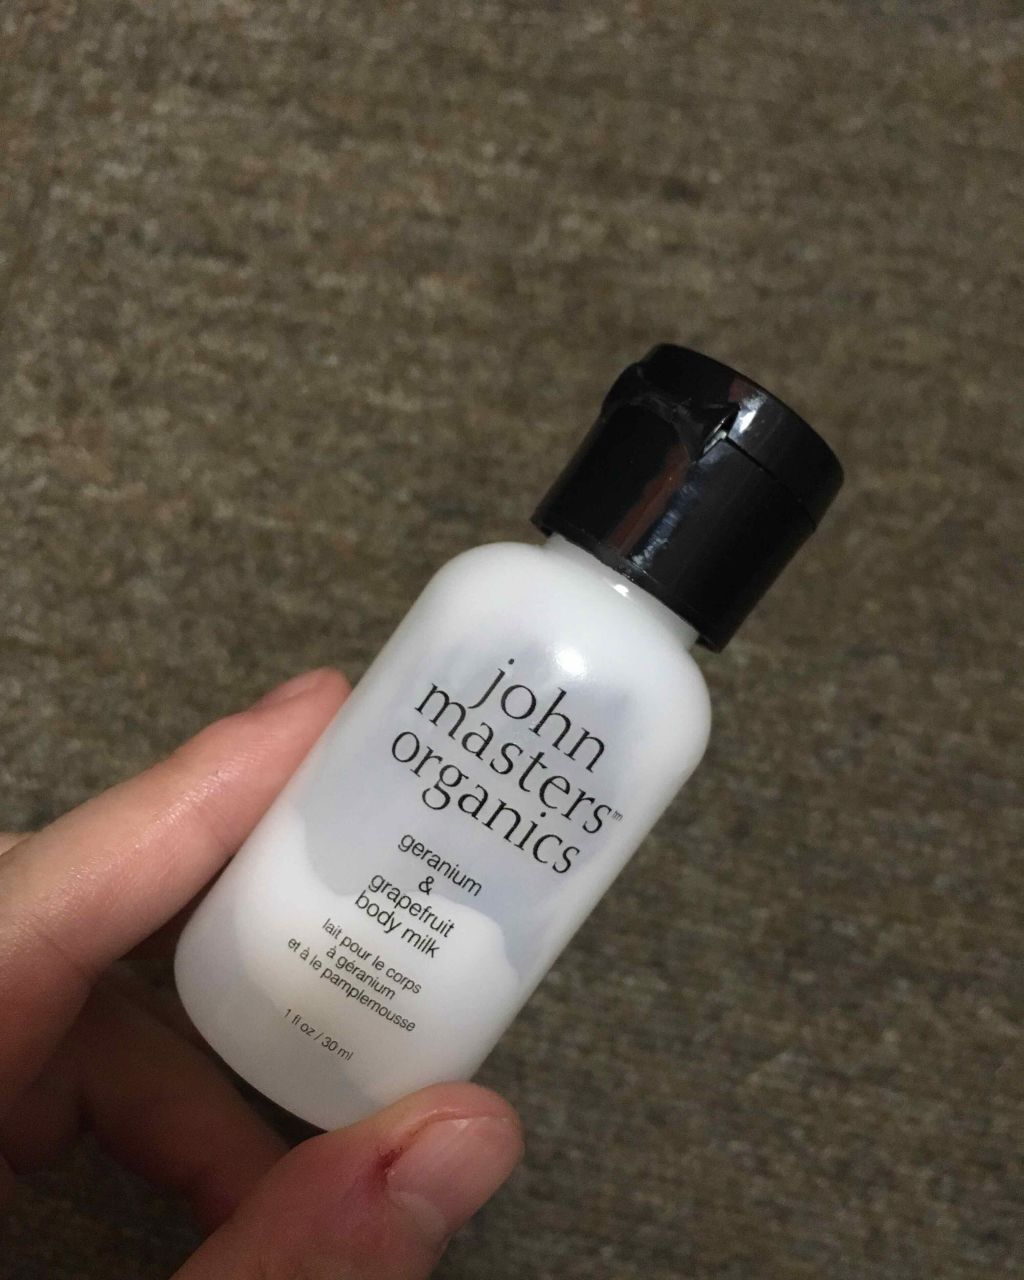 john
masters™
organics
geranium
&
grapefruit
body milk
lait pour le corps
à géranium
et à le pamplemousse
1 fl oz / 30 ml